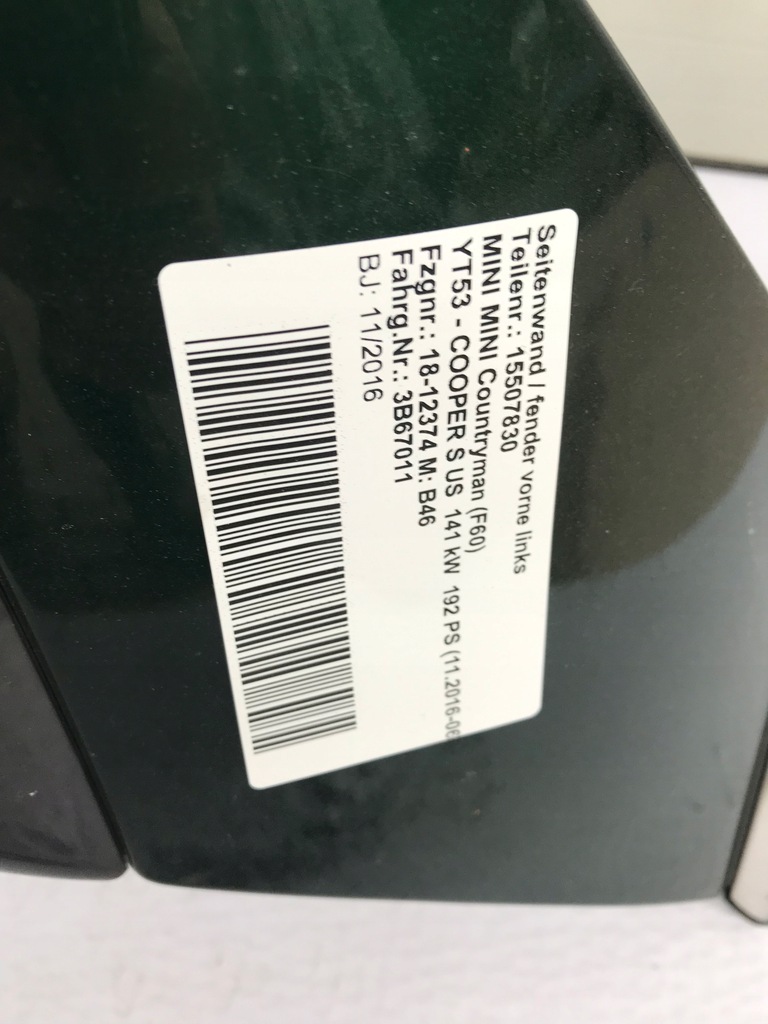 Seitenwand / fender vorne links
Teilenr.: 15507830
MINI MINI Countryman (F60)
YT53 - COOPER S US 141 kW 192 PS (11.2016-06
Fzgnr.: 18-12374 M: B46
Fahrg.Nr.: 3B67011
BJ: 11/2016